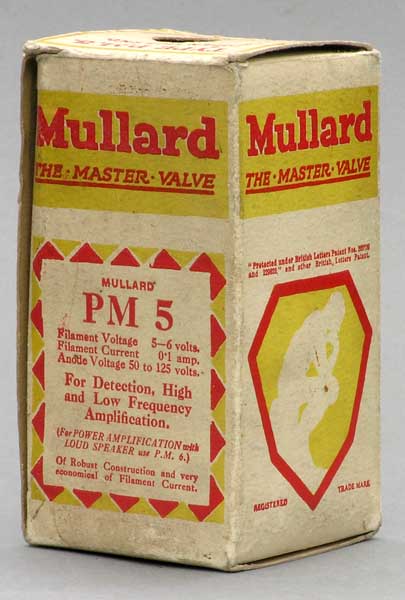 Mullard
THE·MASTER·VALVE
MULLARD
PM 5
Filament Voltage 5–6 volts.
Filament Current 0·1 amp.
Anode Voltage 50 to 125 volts.
For Detection, High
and Low Frequency
Amplification.
(For POWER AMPLIFICATION with
LOUD SPEAKER use P.M. 6.)
Of Robust Construction and very
economical of Filament Current.
Mullard
THE·MASTER·VALVE
"Protected under British Letters Patent Nos.
and other British, Letters Patent.
REGISTERED
TRADE MARK